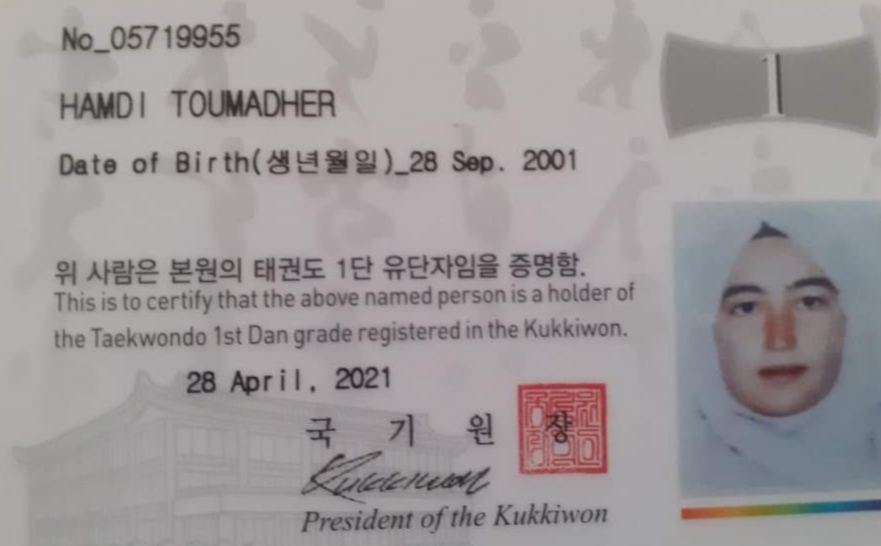 No_05719955
1
HAMDI TOUMADHER
Date of Birth(생년월일)_28 Sep. 2001
위 사람은 본원의 태권도 1단 유단자임을 증명함.
This is to certify that the above named person is a holder of
the Taekwondo 1st Dan grade registered in the Kukkiwon.
28 April, 2021
국 기 원 장
Kukkiwon
President of the Kukkiwon